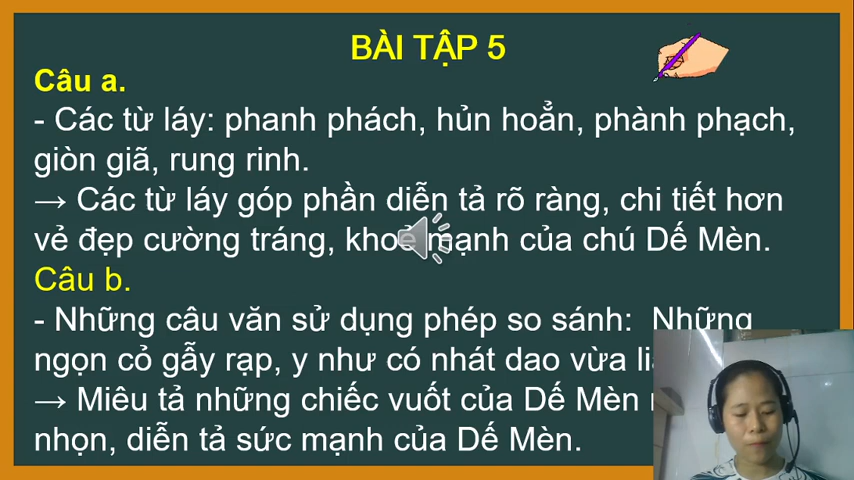 BÀI TẬP 5
Câu a.
- Các từ láy: phanh phách, hủn hoẳn, phành phạch,
giòn giã, rung rinh.
→ Các từ láy góp phần diễn tả rõ ràng, chi tiết hơn
vẻ đẹp cường tráng, khoẻ mạnh của chú Dế Mèn.
Câu b.
- Những câu văn sử dụng phép so sánh: Những
ngọn cỏ gẫy rạp, y như có nhát dao vừa
→ Miêu tả những chiếc vuốt của Dế Mèn
nhọn, diễn tả sức mạnh của Dế Mèn.